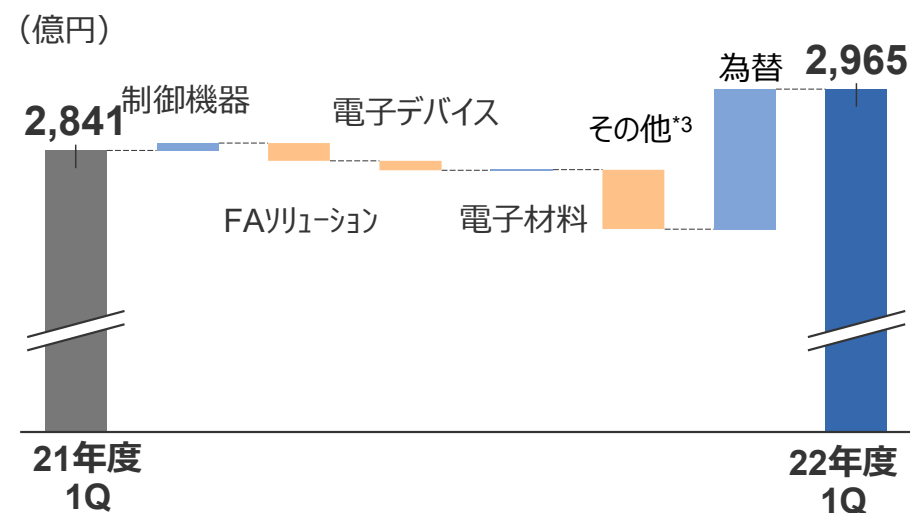 （億円）
2,841
制御機器
FAソリューション
電子デバイス
電子材料
その他*3
為替
2,965
21年度
1Q
22年度
1Q